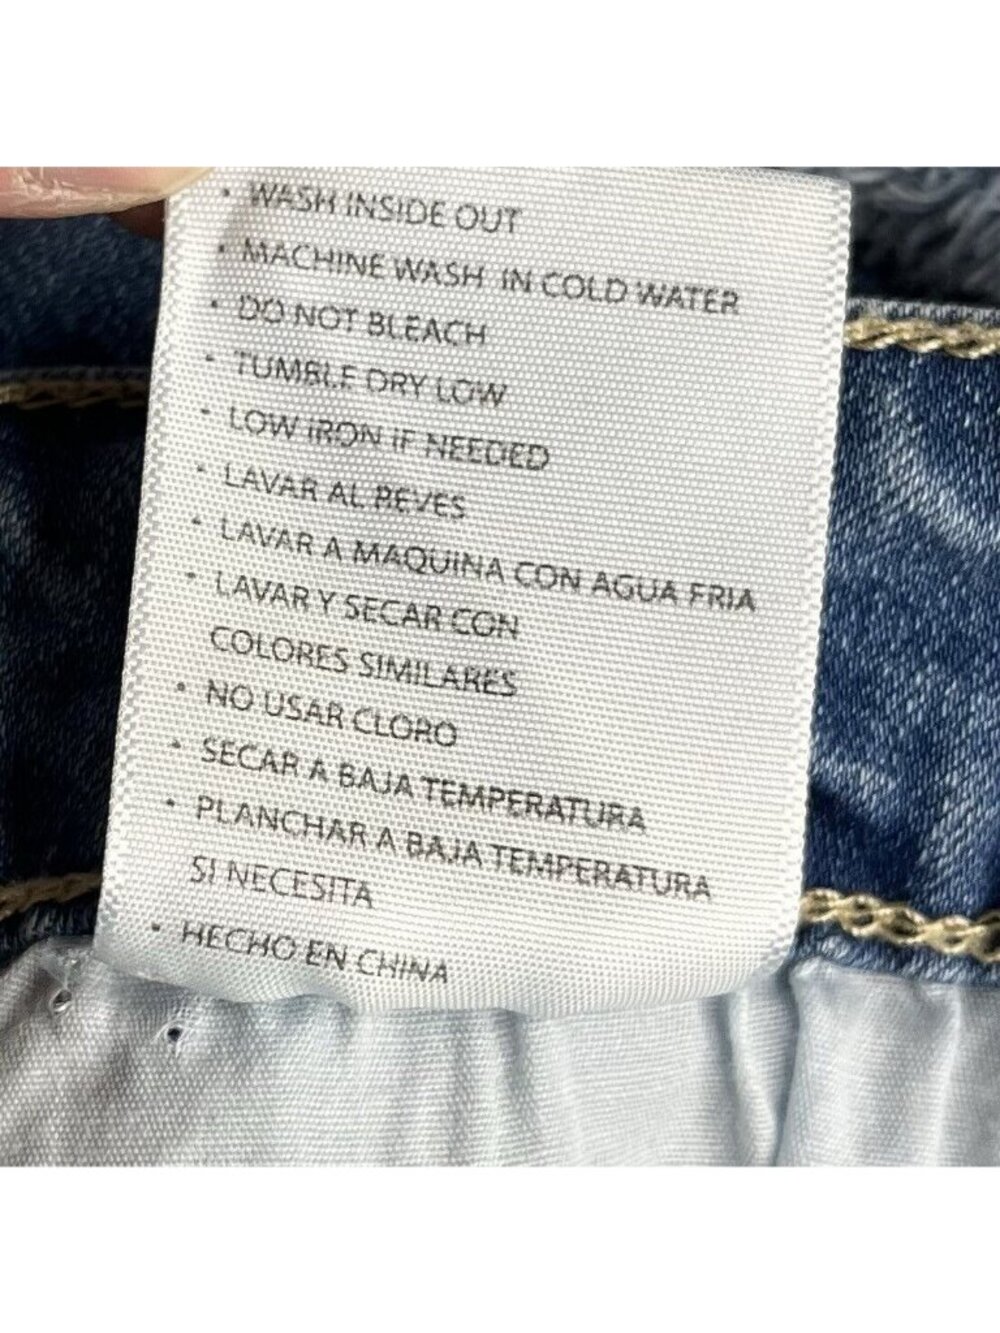 • WASH INSIDE OUT
• MACHINE WASH IN COLD WATER
• DO NOT BLEACH
• TUMBLE DRY LOW
• LOW IRON IF NEEDED
• LAVAR AL REVES
• LAVAR A MAQUINA CON AGUA FRIA
• LAVAR Y SECAR CON
COLORES SIMILARES
• NO USAR CLORO
• SECAR A BAJA TEMPERATURA
• PLANCHAR A BAJA TEMPERATURA
SI NECESITA
• HECHO EN CHINA